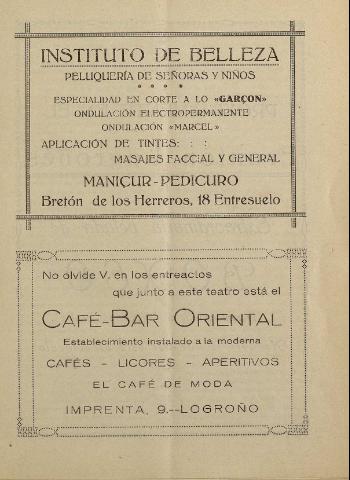 INSTITUTO DE BELLEZA
PELUQUERÍA DE SEÑORAS Y NIÑOS
ESPECIALIDAD EN CORTE A LO «GARÇON»
ONDULACIÓN ELECTROPERMANENTE
ONDULACIÓN «MARCEL»
APLICACIÓN DE TINTES: : :
MASAJES FACCIAL Y GENERAL
MANIÇUR-PEDICURO
Bretón de los Herreros, 18 Entresuelo
No olvide V. en los entreactos
que junto a este teatro está el
CAFÉ-BAR ORIENTAL
Establecimiento instalado a la moderna
CAFÉS - LICORES - APERITIVOS
EL CAFÉ DE MODA
IMPRENTA, 9.--LOGROÑO